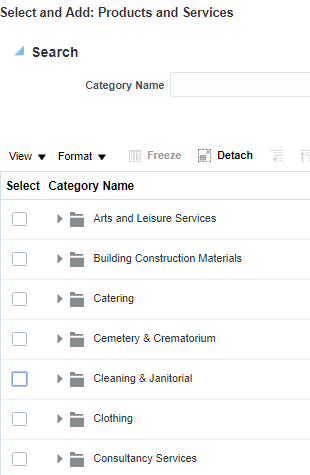 Select and Add: Products and Services
Search
Category Name
View Format Freeze Detach
Select Category Name
Arts and Leisure Services
Building Construction Materials
Catering
Cemetery & Crematorium
Cleaning & Janitorial
Clothing
Consultancy Services